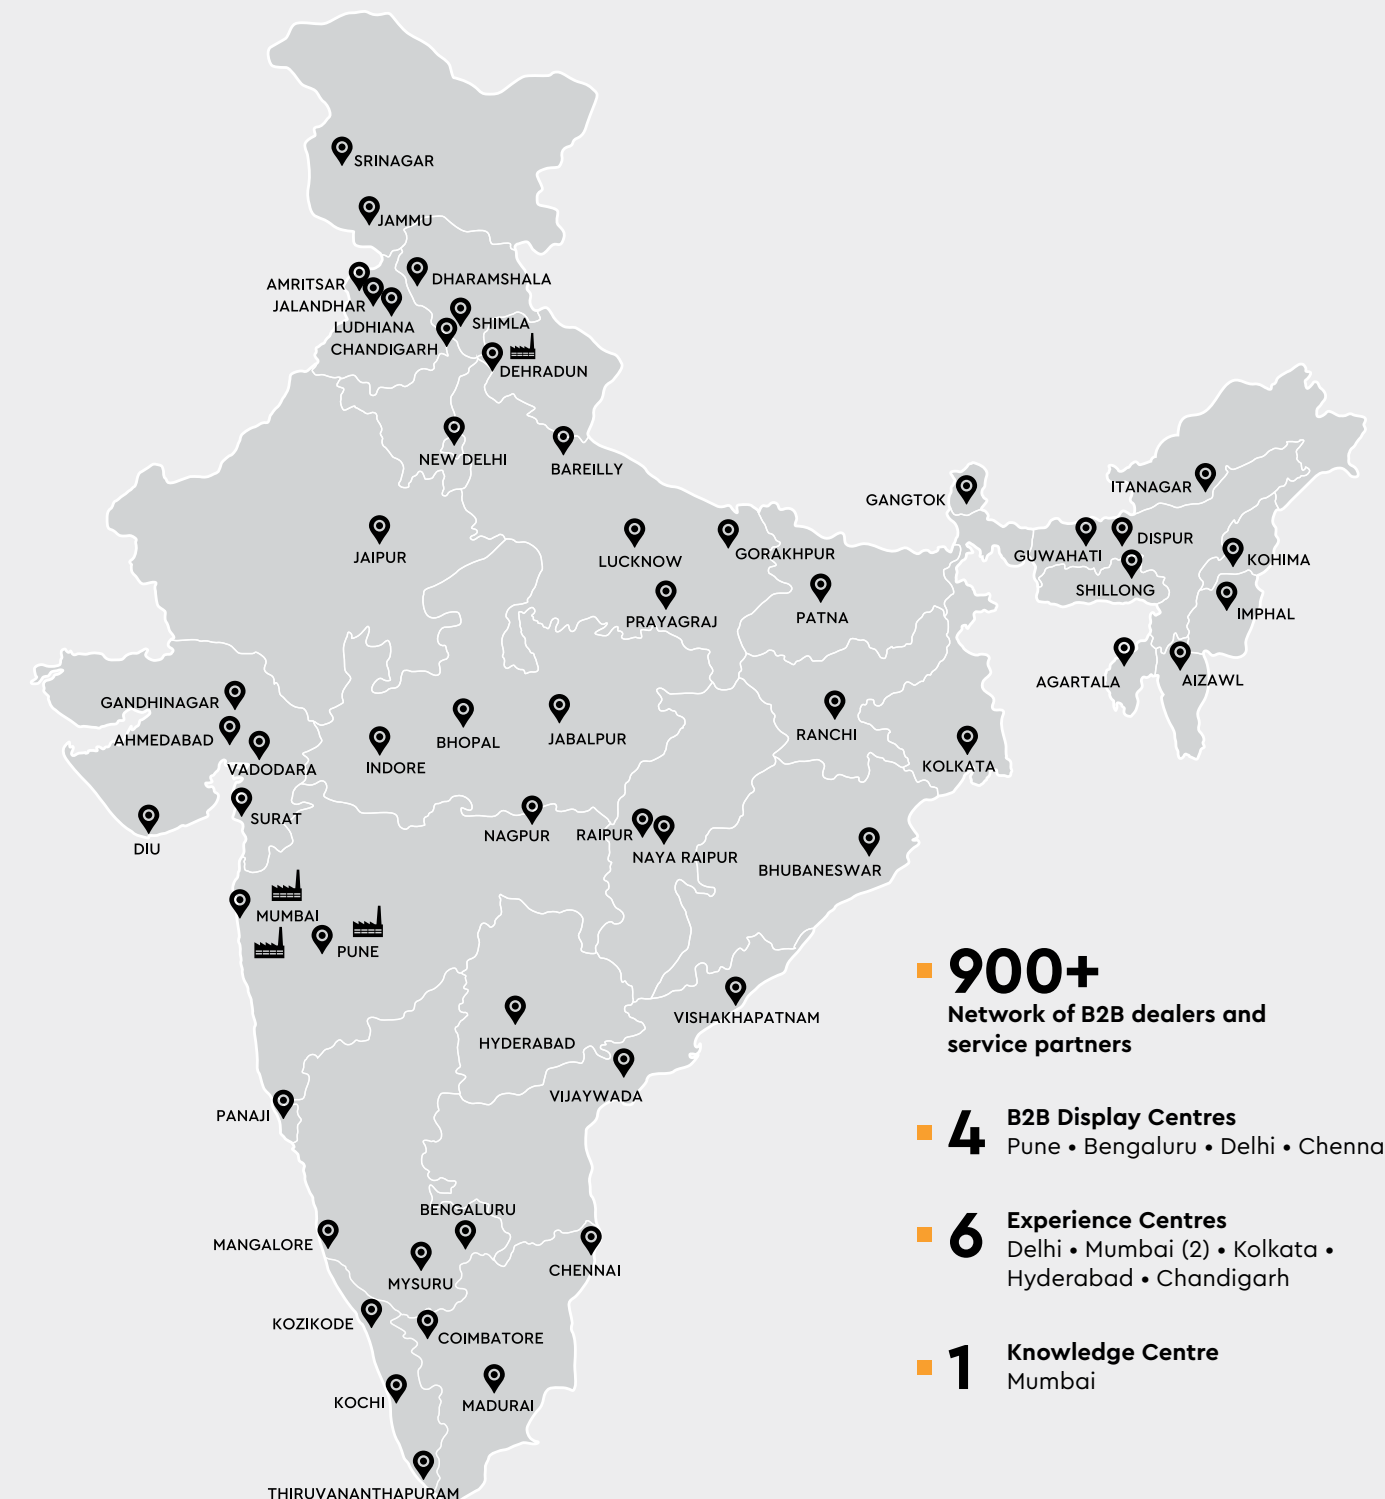 SRINAGAR
JAMMU
DHARAMSHALA
AMRITSAR
JALANDHAR
LUDHIANA
SHIMLA
CHANDIGARH
DEHRADUN
NEW DELHI
BAREILLY
GANGTOK
ITANAGAR
JAIPUR
LUCKNOW
GORAKHPUR
GUWAHATI
DISPUR
KOHIMA
SHILLONG
PRAYAGRAJ
PATNA
IMPHAL
AGARTALA
AIZAWL
GANDHINAGAR
AHMEDABAD
VADODARA
INDORE
BHOPAL
JABALPUR
RANCHI
KOLKATA
SURAT
DIU
NAGPUR
RAIPUR
NAYA RAIPUR
BHUBANESWAR
MUMBAI
PUNE
VISHAKHAPATNAM
HYDERABAD
VIJAYWADA
PANAJI
BENGALURU
MANGALORE
MYSURU
CHENNAI
KOZIKODE
COIMBATORE
KOCHI
MADURAI
THIRUVANANTHAPURAM
900+
Network of B2B dealers and
service partners
4 B2B Display Centres
Pune • Bengaluru • Delhi • Chenna
6 Experience Centres
Delhi • Mumbai (2) • Kolkata •
Hyderabad • Chandigarh
1 Knowledge Centre
Mumbai